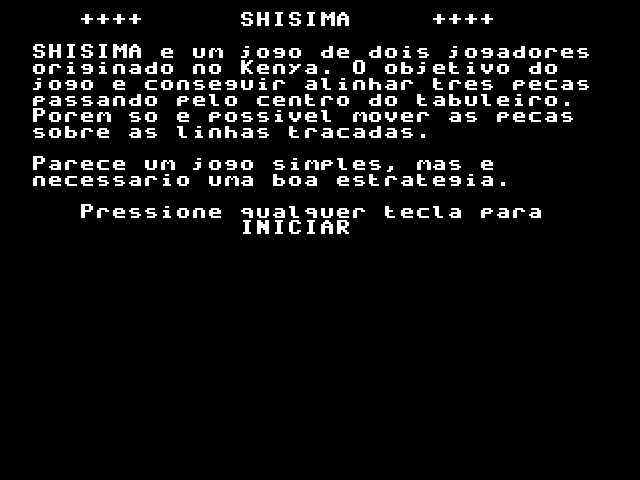 ++++ SHISIMA ++++
SHISIMA e um jogo de dois jogadores
originado no Kenya. O objetivo do
jogo e conseguir alinhar tres pecas
passando pelo centro do tabuleiro.
Porem so e possivel mover as pecas
sobre as linhas tracadas.
Parece um jogo simples, mas e
necessario uma boa estrategia.
Pressione qualquer tecla para
INICIAR